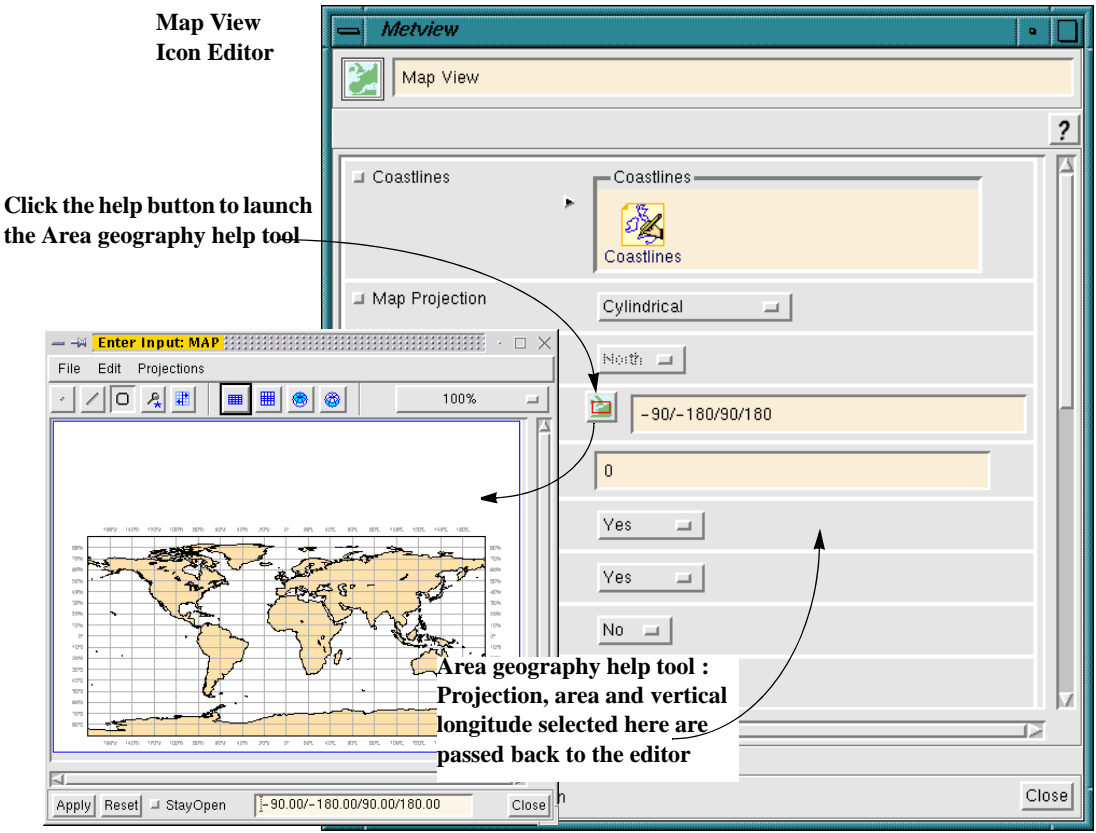 Map View
Icon Editor
Metview
Map View
?
Coastlines
Coastlines
Coastlines
Click the help button to launch
the Area geography help tool
Map Projection
Cylindrical
North
-90/-180/90/180
0
Yes
Yes
No
Enter Input: MAP
File Edit Projections
100%
Area geography help tool :
Projection, area and vertical
longitude selected here are
passed back to the editor
Apply Reset StayOpen -90.00/-180.00/90.00/180.00 Close
n
Close